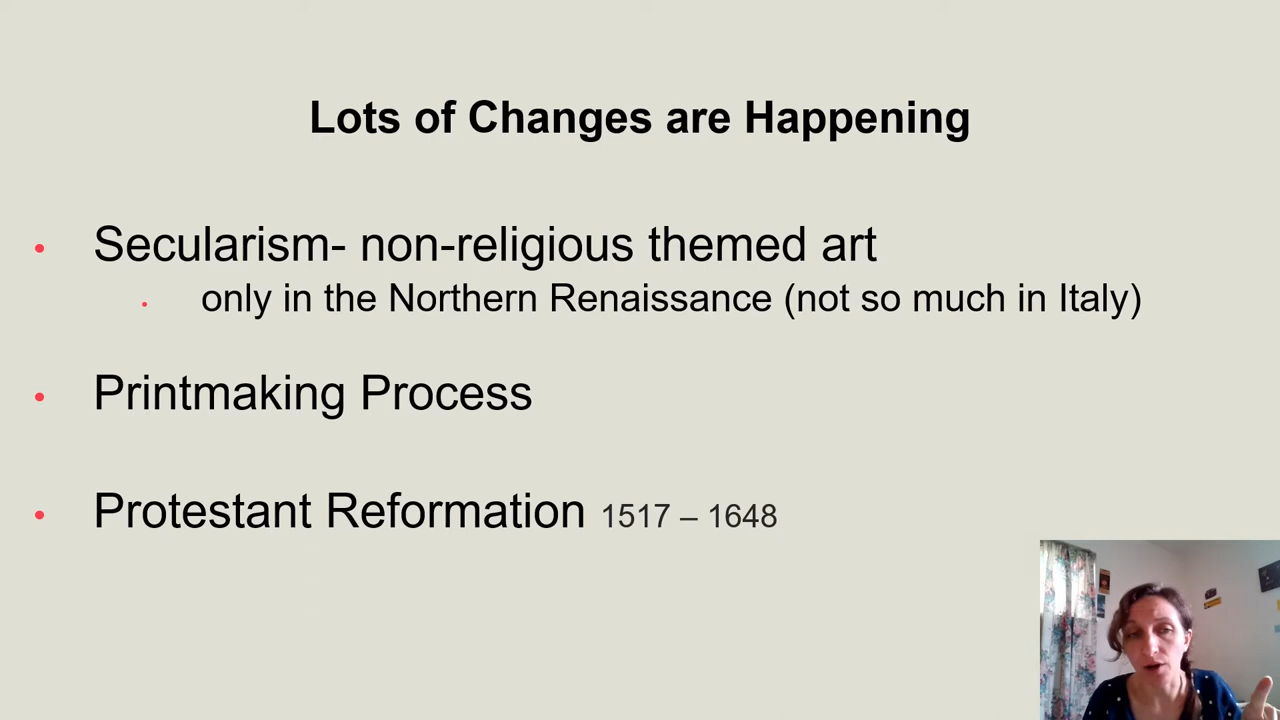 Lots of Changes are Happening
Secularism- non-religious themed art
only in the Northern Renaissance (not so much in Italy)
Printmaking Process
Protestant Reformation 1517 – 1648